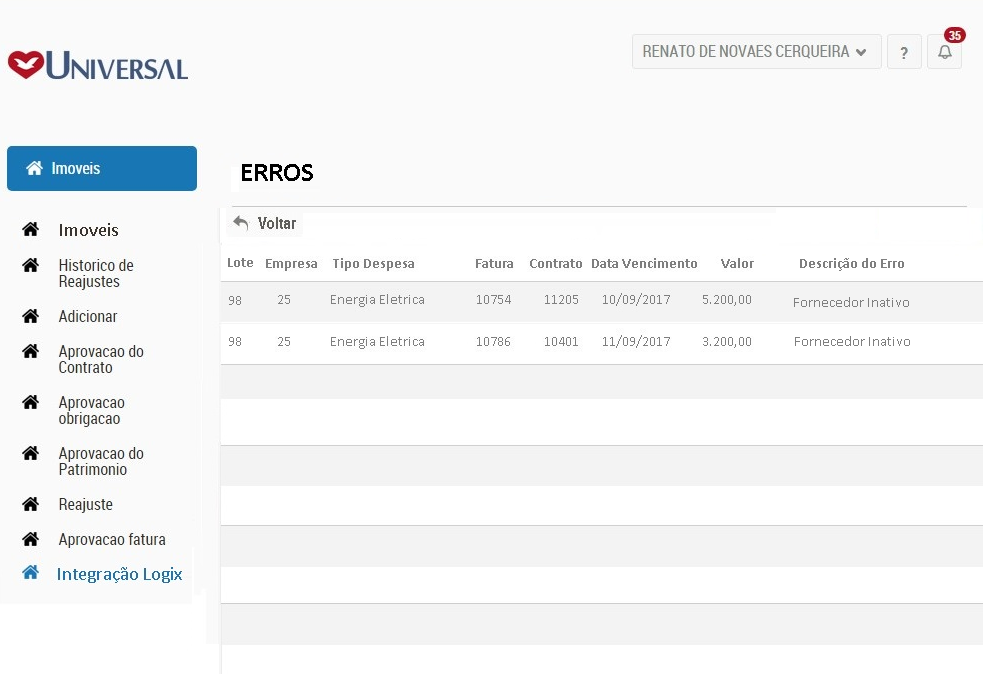 UNIVERSAL
RENATO DE NOVAES CERQUEIRA
?
35
Imoveis
ERROS
Voltar
Imoveis
Historico de
Reajustes
Adicionar
Aprovacao do
Contrato
Aprovacao
obrigacao
Aprovacao do
Patrimonio
Reajuste
Aprovacao fatura
Integração Logix
Lote Empresa Tipo Despesa Fatura Contrato Data Vencimento Valor Descrição do Erro
98 25 Energia Eletrica 10754 11205 10/09/2017 5.200,00 Fornecedor Inativo
98 25 Energia Eletrica 10786 10401 11/09/2017 3.200,00 Fornecedor Inativo